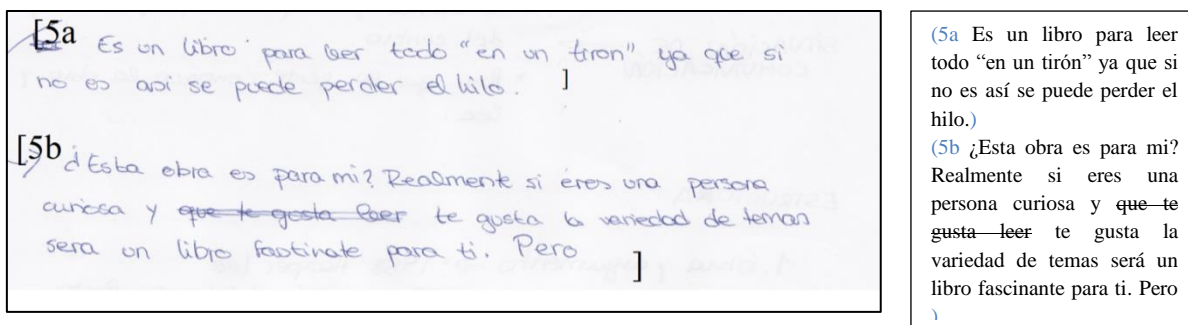 [5a Es un libro para leer todo "en un tiron" ya que si
no es asi se puede perder el hilo. ]
[5b ¿Esta obra es para mi? Realmente si eres una persona
curiosa y que te gusta leer te gusta la variedad de temas
sera un libro fastinate para ti. Pero ]
(5a Es un libro para leer
todo “en un tirón” ya que si
no es así se puede perder el
hilo.)
(5b ¿Esta obra es para mi?
Realmente si eres una
persona curiosa y que te
gusta leer te gusta la
variedad de temas será un
libro fascinante para ti. Pero
)